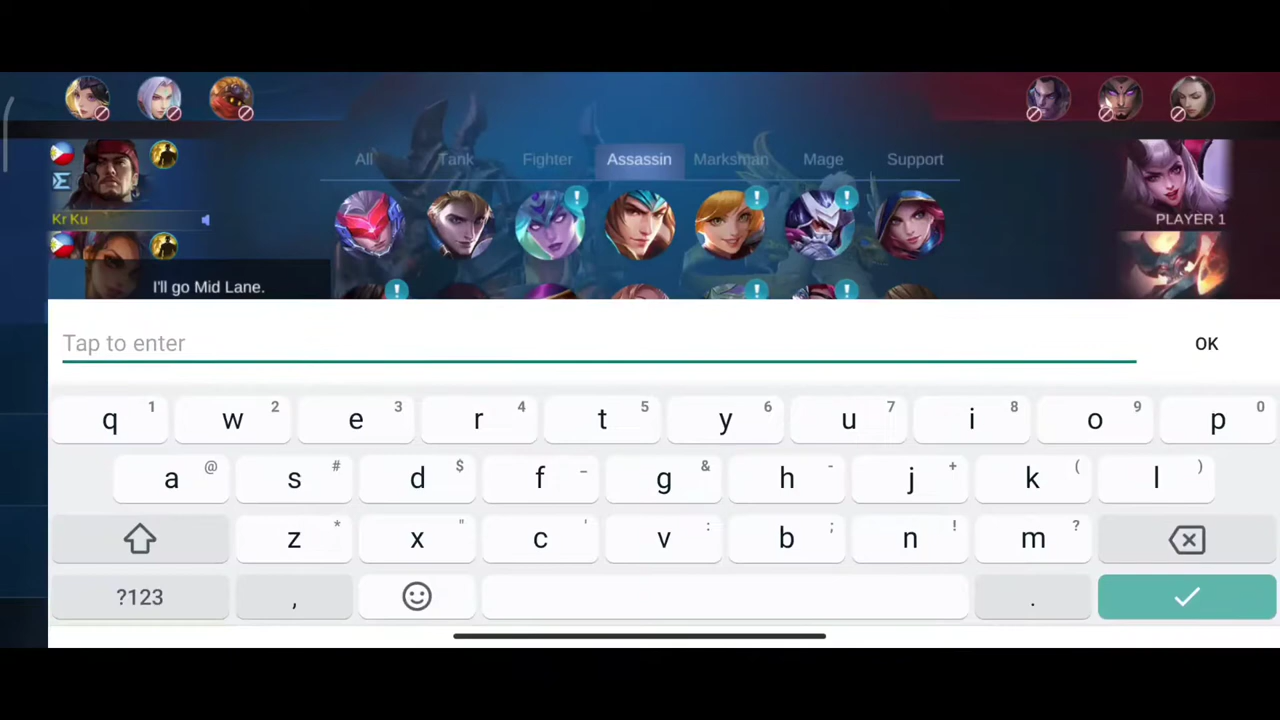 All Tank Fighter Assassin Marksman Mage Support
Kr Ku
PLAYER 1
I'll go Mid Lane.
Tap to enter
OK
q 1 w 2 e 3 r 4 t 5 y 6 u 7 i 8 o 9 p 0
a @ s # d $ f _ g & h - j + k ( l )
z * x " c ' v : b ; n ! m ?
?123 , .